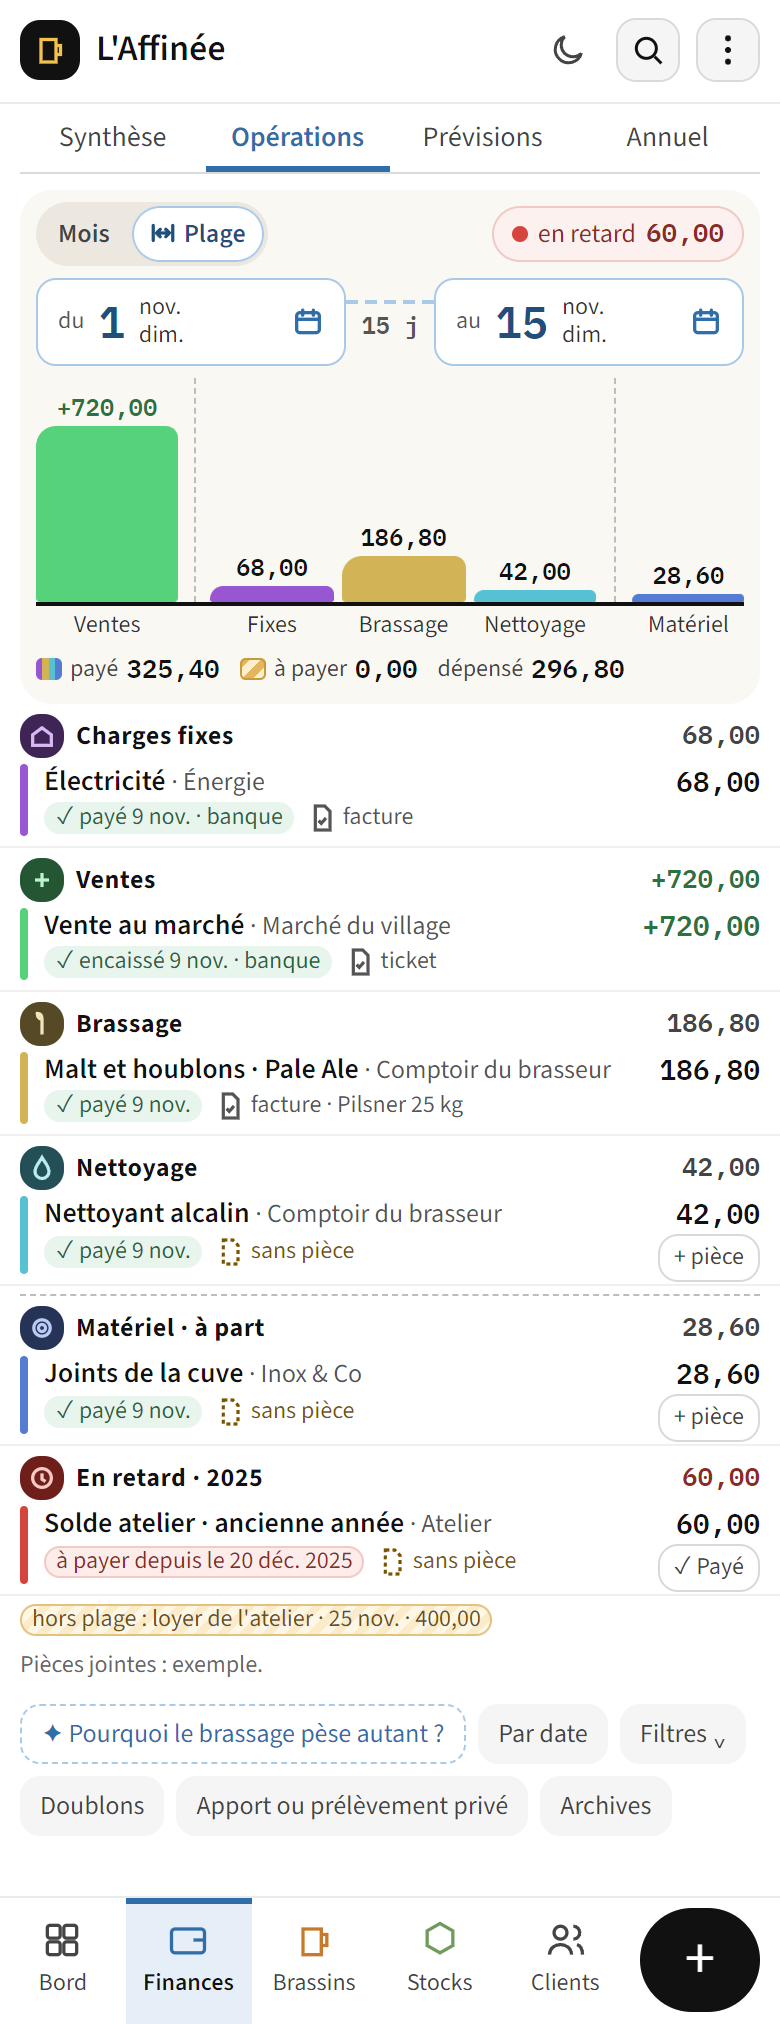 L'Affinée
Synthèse Opérations Prévisions Annuel
Mois Plage en retard 60,00
du 1 nov. dim. 15 j au 15 nov. dim.
+720,00
68,00 186,80 42,00 28,60
Ventes Fixes Brassage Nettoyage Matériel
payé 325,40 à payer 0,00 dépensé 296,80
Charges fixes 68,00
Électricité · Énergie 68,00
✓ payé 9 nov. · banque facture
Ventes +720,00
Vente au marché · Marché du village +720,00
✓ encaissé 9 nov. · banque ticket
Brassage 186,80
Malt et houblons · Pale Ale · Comptoir du brasseur 186,80
✓ payé 9 nov. facture · Pilsner 25 kg
Nettoyage 42,00
Nettoyant alcalin · Comptoir du brasseur 42,00
✓ payé 9 nov. sans pièce + pièce
Matériel · à part 28,60
Joints de la cuve · Inox & Co 28,60
✓ payé 9 nov. sans pièce + pièce
En retard · 2025 60,00
Solde atelier · ancienne année · Atelier 60,00
à payer depuis le 20 déc. 2025 sans pièce ✓ Payé
hors plage : loyer de l'atelier · 25 nov. · 400,00
Pièces jointes : exemple.
✦ Pourquoi le brassage pèse autant ? Par date Filtres
Doublons Apport ou prélèvement privé Archives
Bord Finances Brassins Stocks Clients +